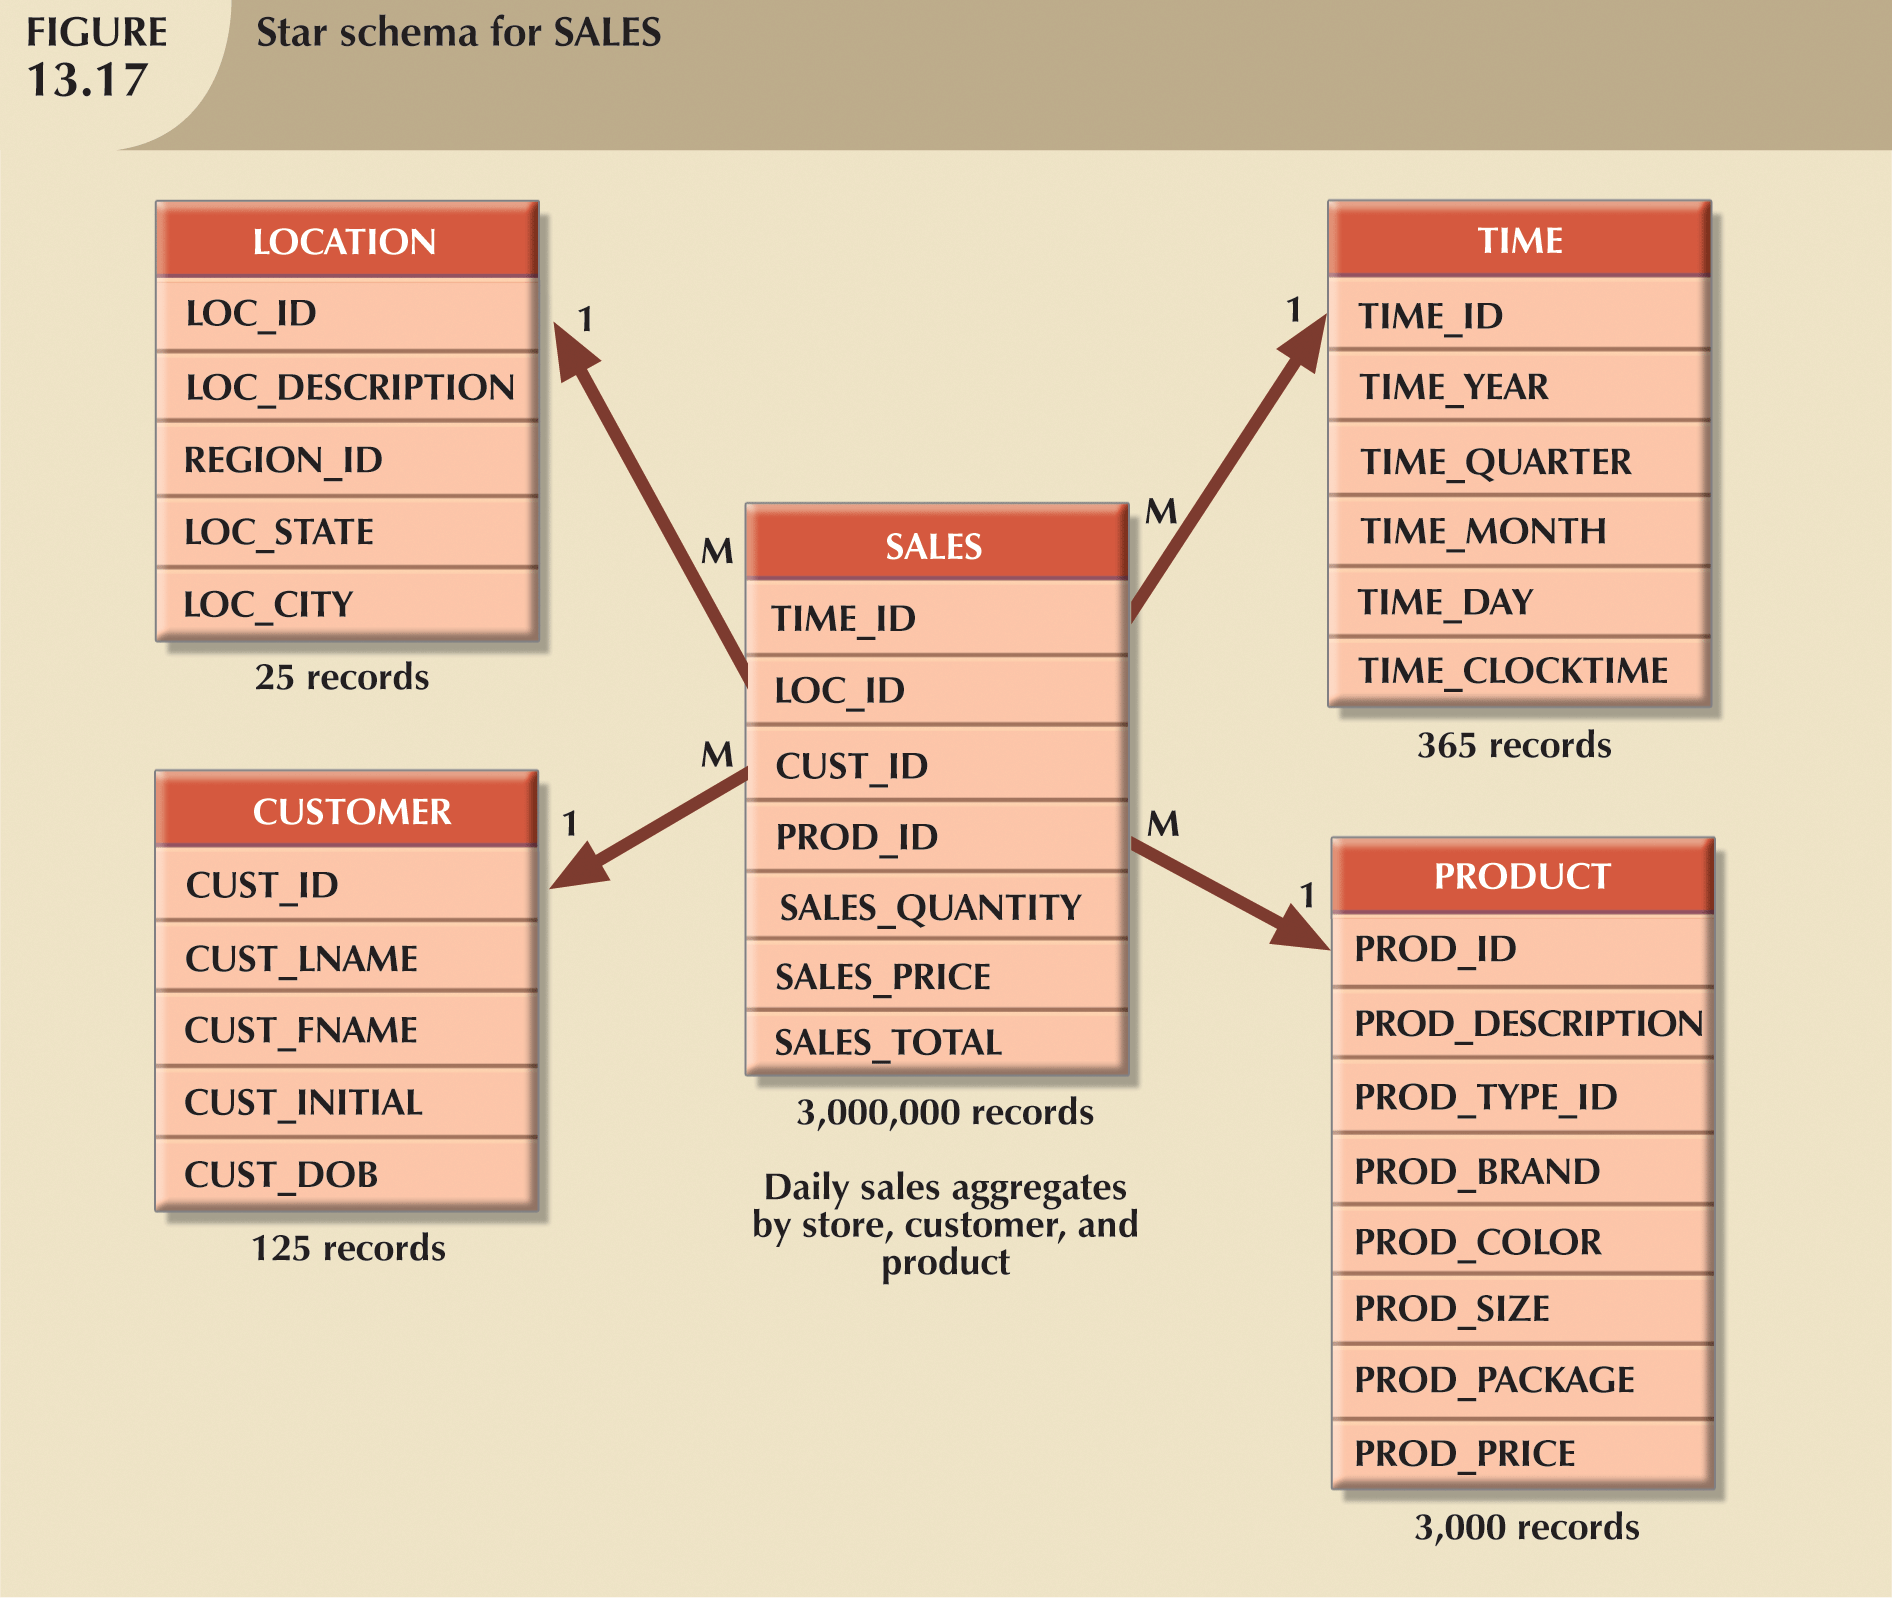 FIGURE
13.17
Star schema for SALES
LOCATION
LOC_ID
LOC_DESCRIPTION
REGION_ID
LOC_STATE
LOC_CITY
25 records
1
M
CUSTOMER
CUST_ID
CUST_LNAME
CUST_FNAME
CUST_INITIAL
CUST_DOB
125 records
1
M
SALES
TIME_ID
LOC_ID
CUST_ID
PROD_ID
SALES_QUANTITY
SALES_PRICE
SALES_TOTAL
3,000,000 records
Daily sales aggregates
by store, customer, and
product
M
1
TIME
TIME_ID
TIME_YEAR
TIME_QUARTER
TIME_MONTH
TIME_DAY
TIME_CLOCKTIME
365 records
M
1
PRODUCT
PROD_ID
PROD_DESCRIPTION
PROD_TYPE_ID
PROD_BRAND
PROD_COLOR
PROD_SIZE
PROD_PACKAGE
PROD_PRICE
3,000 records